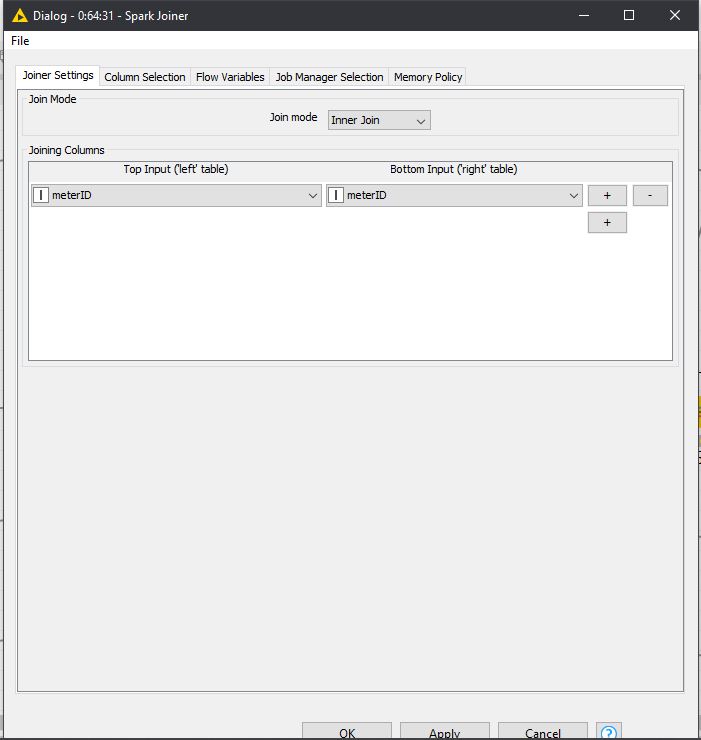 Dialog - 0:64:31 - Spark Joiner
File
Joiner Settings Column Selection Flow Variables Job Manager Selection Memory Policy
Join Mode
Join mode Inner Join
Joining Columns
Top Input ('left' table) Bottom Input ('right' table)
I meterID I meterID + -
+
OK Apply Cancel ?